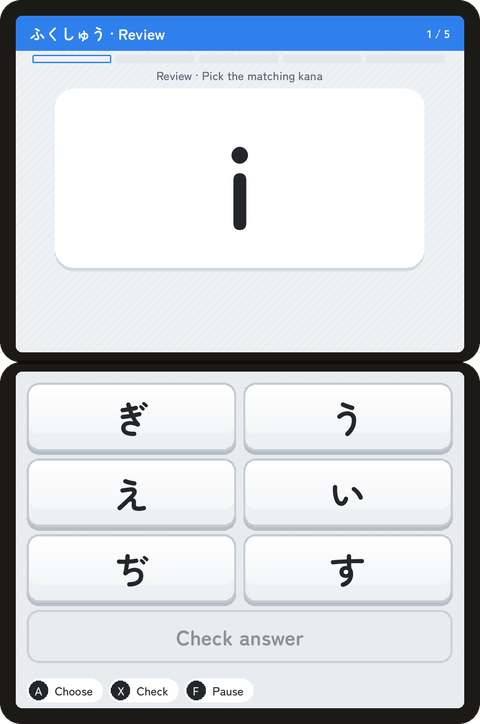 ふくしゅう · Review
1 / 5
Review · Pick the matching kana
i
ぎ
う
え
い
ぢ
す
Check answer
A Choose
X Check
F Pause